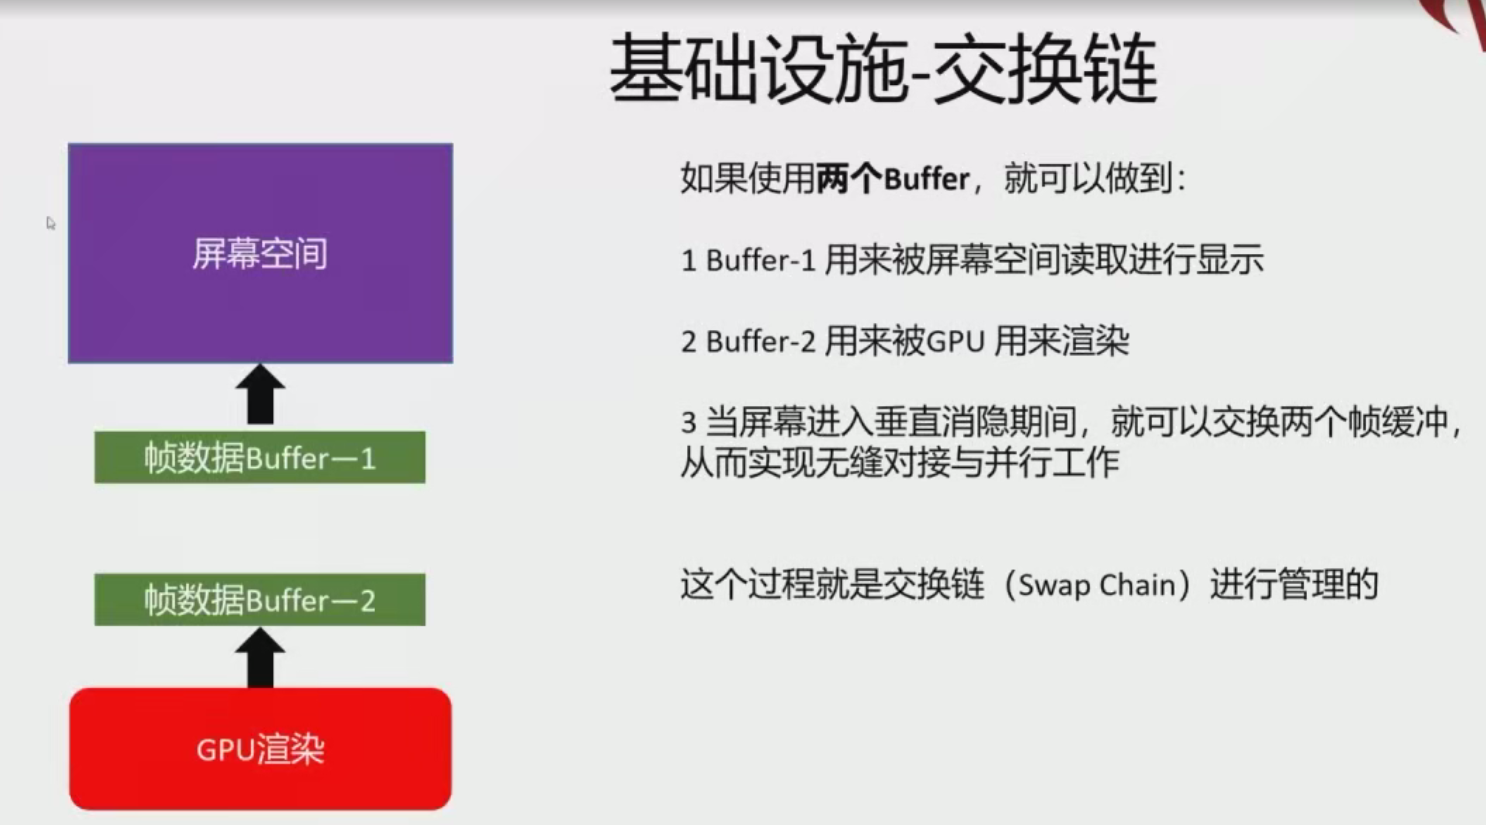 基础设施-交换链
屏幕空间
帧数据Buffer—1
帧数据Buffer—2
GPU渲染
如果使用两个Buffer，就可以做到：
1 Buffer-1 用来被屏幕空间读取进行显示
2 Buffer-2 用来被GPU 用来渲染
3 当屏幕进入垂直消隐期间，就可以交换两个帧缓冲，
从而实现无缝对接与并行工作
这个过程就是交换链（Swap Chain）进行管理的